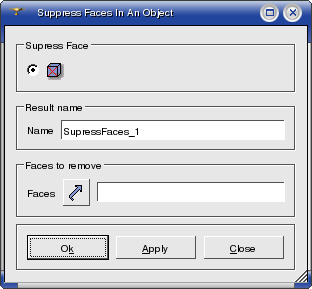 Suppress Faces In An Object
Supress Face
Result name
Name SupressFaces_1
Faces to remove
Faces
Ok Apply Close